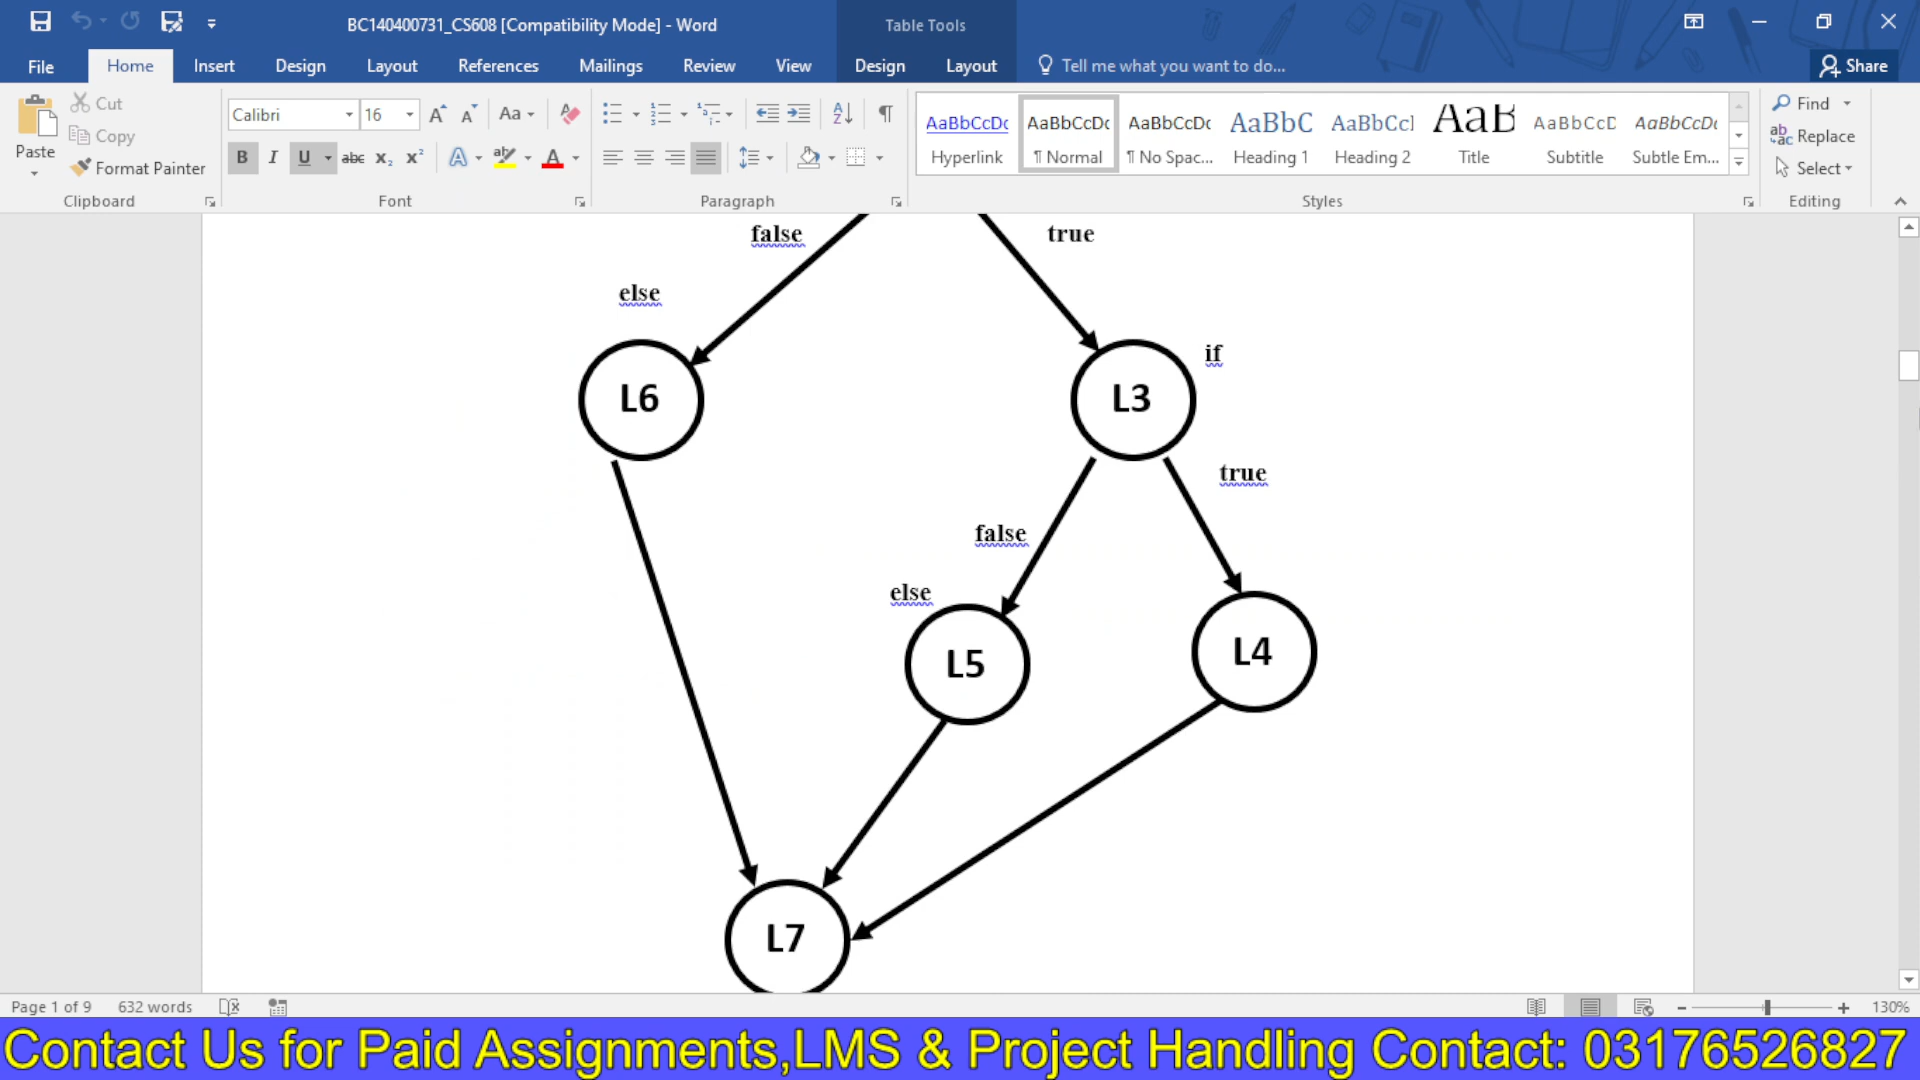 BC140400731_CS608 [Compatibility Mode] - Word
Table Tools
File Home Insert Design Layout References Mailings Review View Design Layout Tell me what you want to do... Share
Paste
Cut
Copy
Format Painter
Clipboard
Calibri 16
Font
Paragraph
AaBbCcDc AaBbCcDc AaBbCcDc AaBbC AaBbCcl AaB AaBbCcD AaBbCcDc
Hyperlink ¶ Normal ¶ No Spac... Heading 1 Heading 2 Title Subtitle Subtle Em...
Styles
Find
Replace
Select
Editing
false true
else
if
L6 L3
true
false
else
L5 L4
L7
Page 1 of 9 632 words 130%
Contact Us for Paid Assignments,LMS & Project Handling Contact: 03176526827